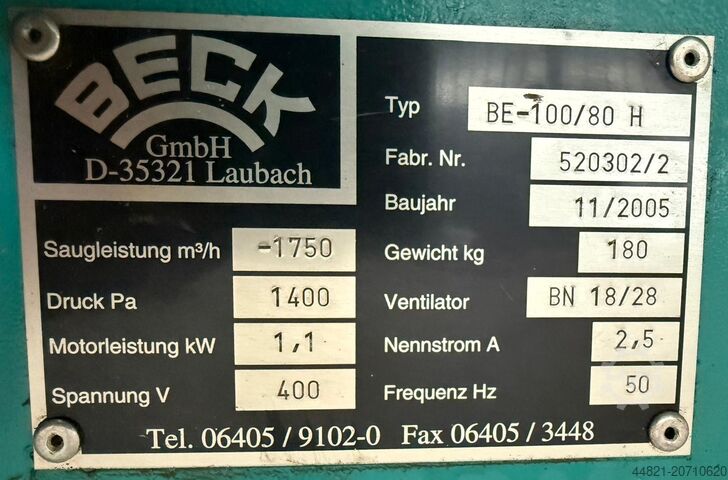 BECK
GmbH
D-35321 Laubach
Typ BE-100/80 H
Fabr. Nr. 520302/2
Baujahr 11/2005
Saugleistung m³/h -1750
Gewicht kg 180
Druck Pa 1400
Ventilator BN 18/28
Motorleistung kW 1,1
Nennstrom A 2,5
Spannung V 400
Frequenz Hz 50
Tel. 06405 / 9102-0 Fax 06405 / 3448
44821-20710620